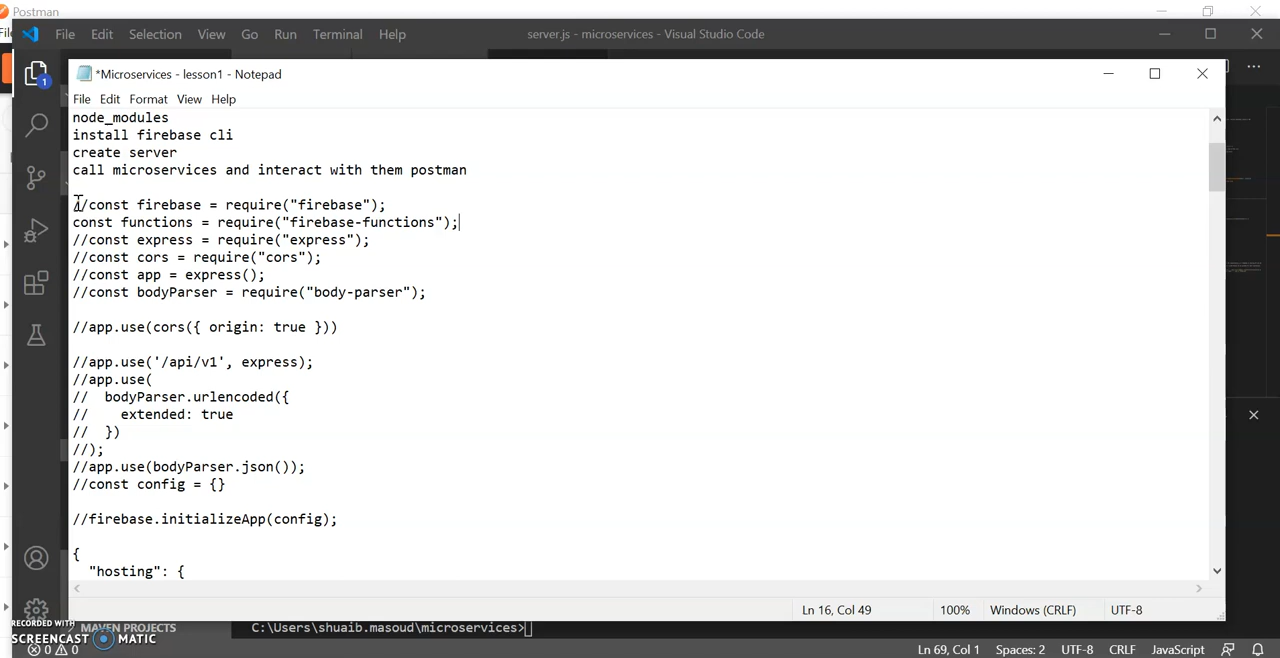 Postman
File Edit Selection View Go Run Terminal Help
server.js - microservices - Visual Studio Code
*Microservices - lesson1 - Notepad
File Edit Format View Help
node_modules
install firebase cli
create server
call microservices and interact with them postman
//const firebase = require("firebase");
const functions = require("firebase-functions");
//const express = require("express");
//const cors = require("cors");
//const app = express();
//const bodyParser = require("body-parser");
//app.use(cors({ origin: true }))
//app.use('/api/v1', express);
//app.use(
//  bodyParser.urlencoded({
//    extended: true
//  })
//);
//app.use(bodyParser.json());
//const config = {}
//firebase.initializeApp(config);
{
  "hosting": {
Ln 16, Col 49 100% Windows (CRLF) UTF-8
1
RECORDED WITH
SCREENCAST MATIC
MAVEN PROJECTS
C:\Users\shuaib.masoud\microservices>
0 0 Ln 69, Col 1 Spaces: 2 UTF-8 CRLF JavaScript